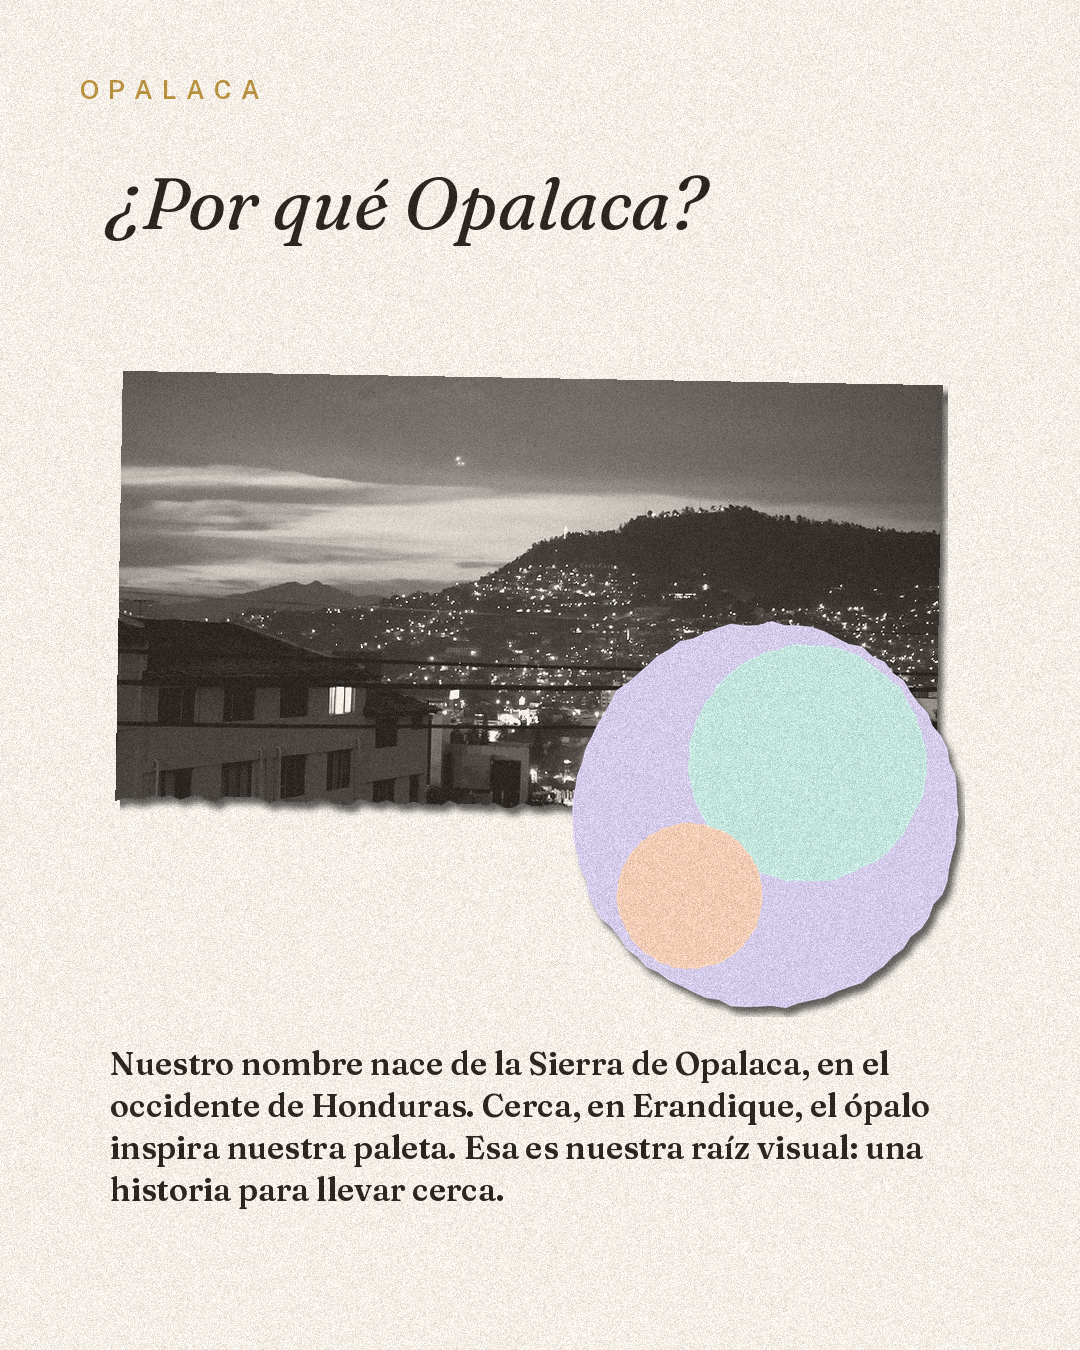 OPALACA
¿Por qué Opalaca?
Nuestro nombre nace de la Sierra de Opalaca, en el
occidente de Honduras. Cerca, en Erandique, el ópalo
inspira nuestra paleta. Esa es nuestra raíz visual: una
historia para llevar cerca.